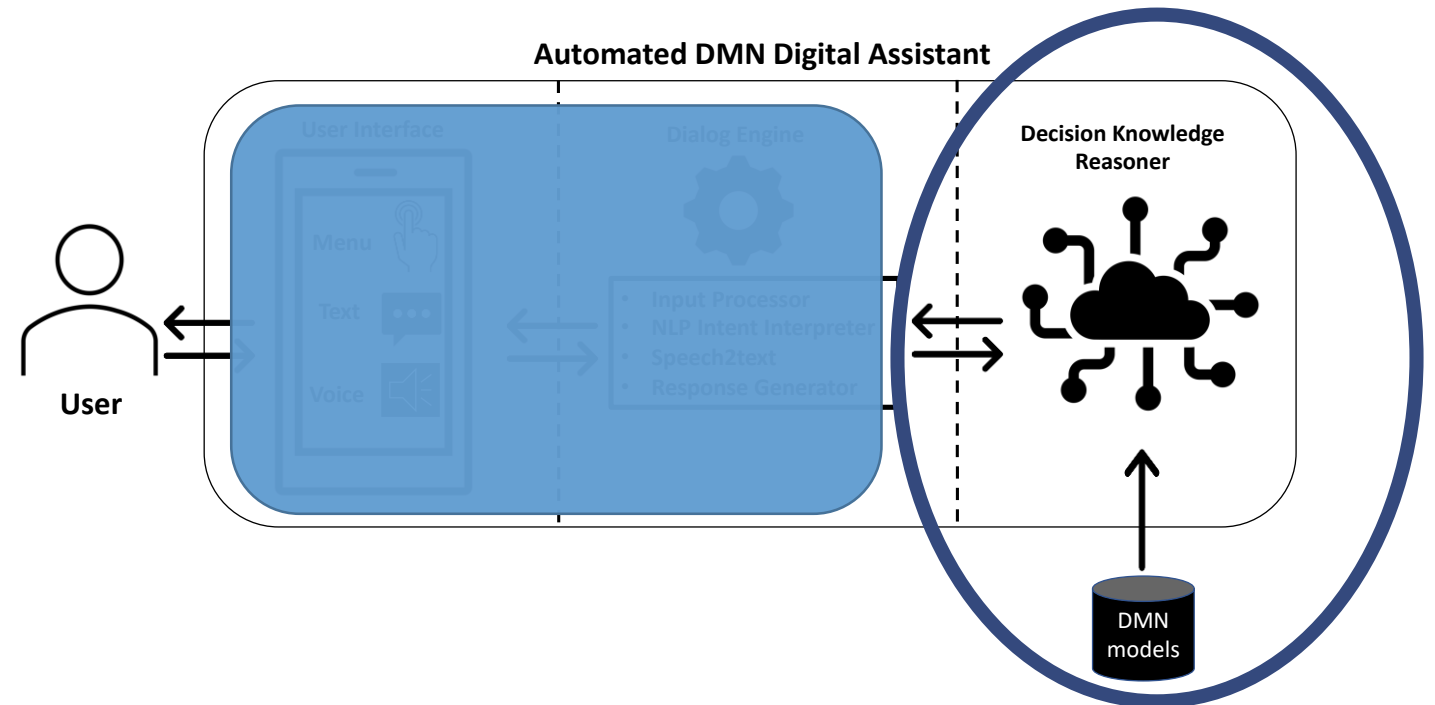 Automated DMN Digital Assistant
User Interface
Dialog Engine
Decision Knowledge
Reasoner
Menu
Text
Voice
• Input Processor
• NLP Intent Interpreter
• Speech2text
• Response Generator
User
DMN
models